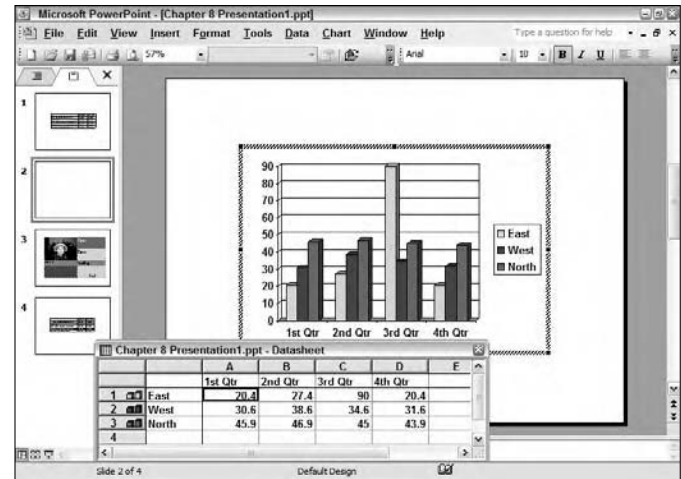 Microsoft PowerPoint - [Chapter 8 Presentation1.ppt]
File Edit View Insert Format Tools Data Chart Window Help Type a question for help
57% Arial 10 B I U
1
2
3
4
90
80
70
60
50
40
30
20
10
0
1st Qtr 2nd Qtr 3rd Qtr 4th Qtr
East
West
North
Chapter 8 Presentation1.ppt - Datasheet
A B C D E
1st Qtr 2nd Qtr 3rd Qtr 4th Qtr
1 East 20.4 27.4 90 20.4
2 West 30.6 38.6 34.6 31.6
3 North 45.9 46.9 45 43.9
4
Slide 2 of 4 Default Design